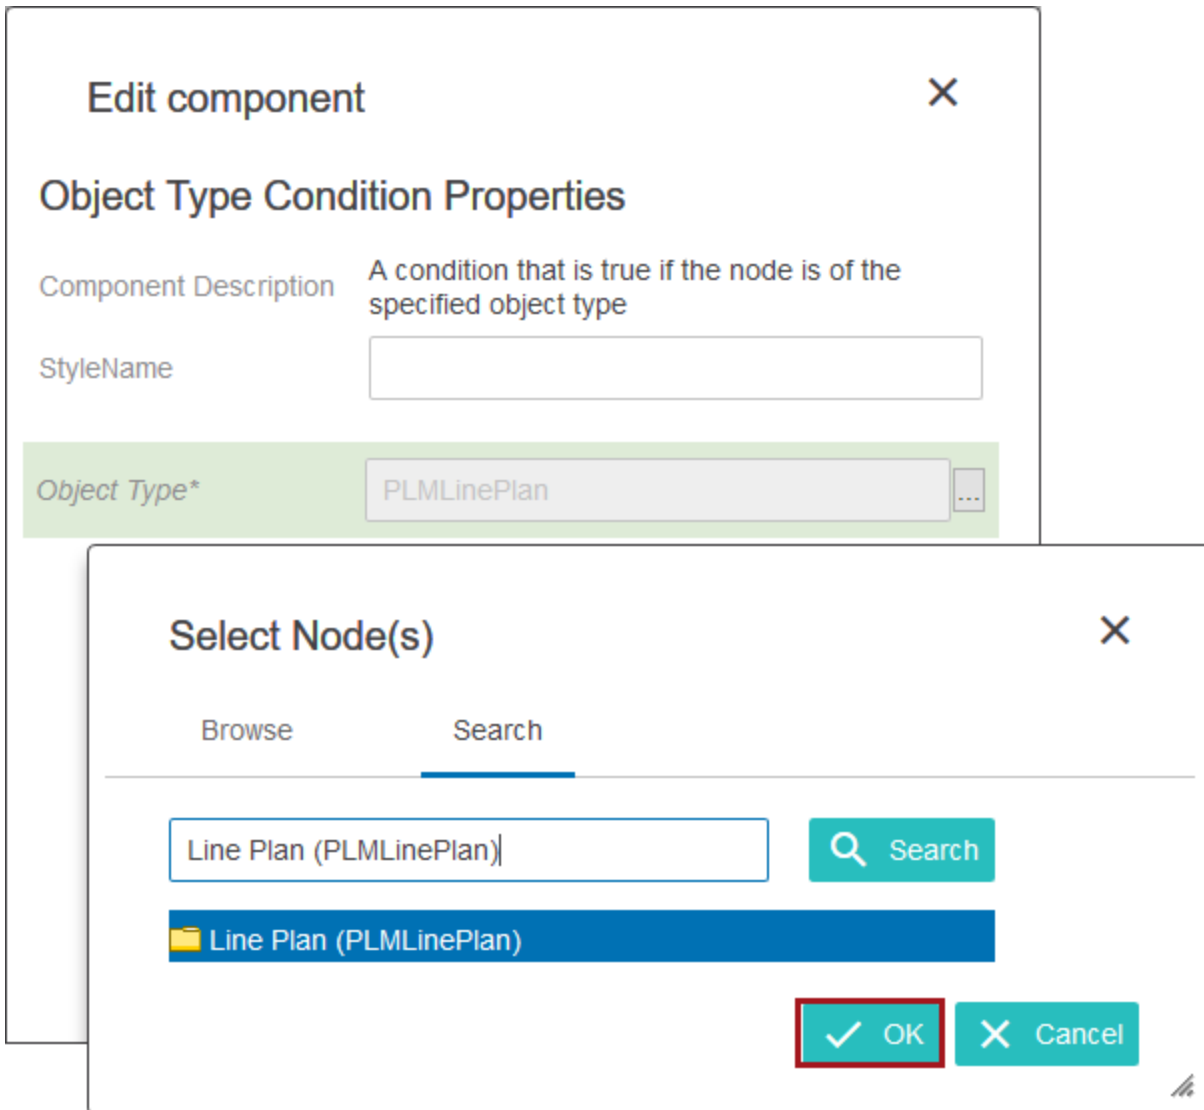 Edit component
Object Type Condition Properties
Component Description
A condition that is true if the node is of the
specified object type
StyleName
Object Type*
PLMLinePlan
...
Select Node(s)
Browse
Search
Line Plan (PLMLinePlan)
Search
Line Plan (PLMLinePlan)
OK
Cancel